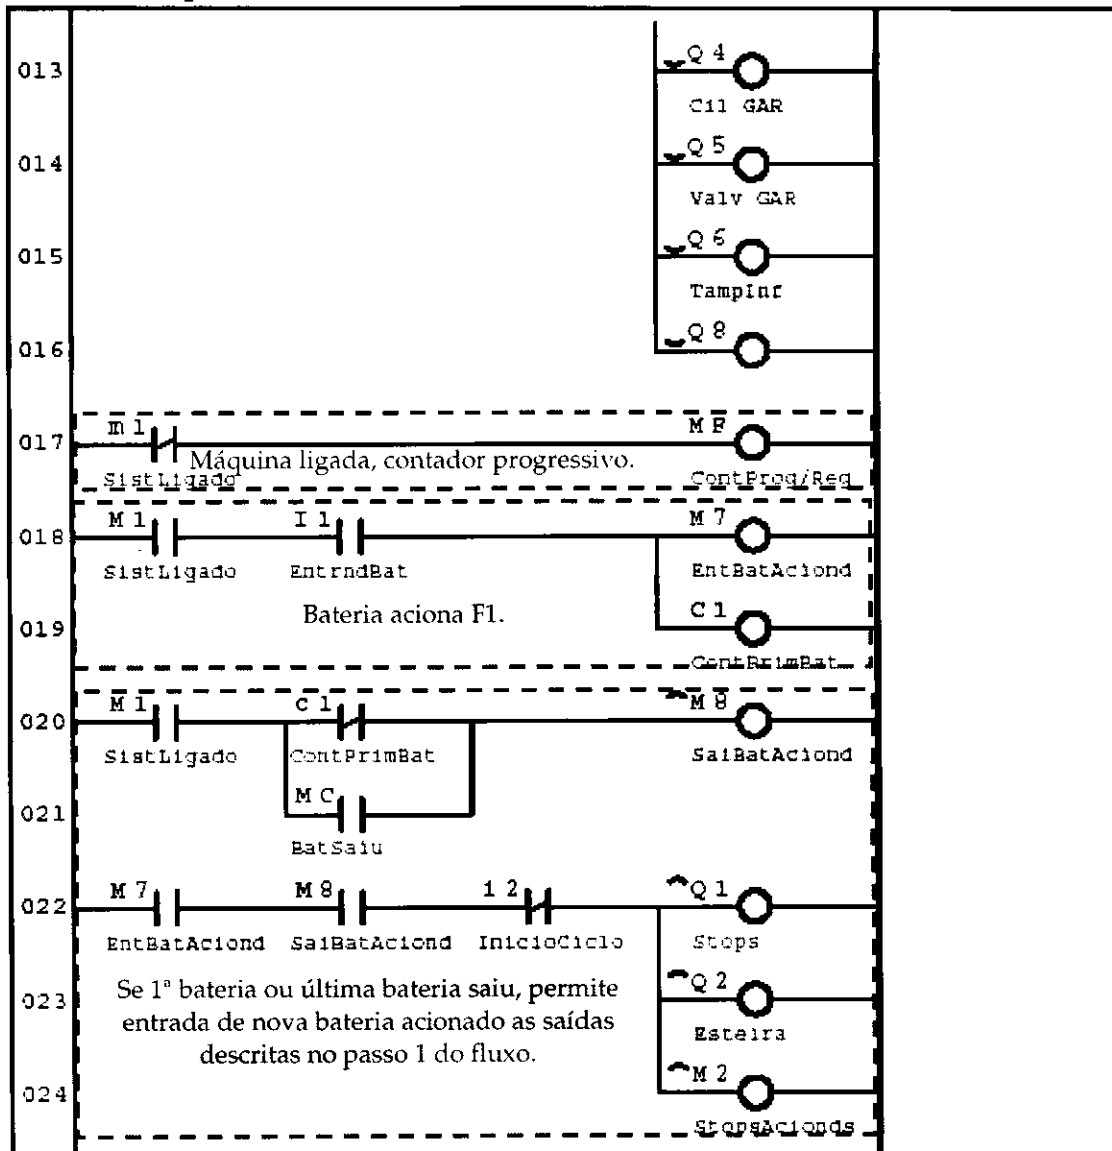 Q 4
013
Cil GAR
Q 5
014
Valv GAR
Q 6
015
TampInf
Q 8
016
m 1 M F
017
Máquina ligada, contador progressivo.
SistLigado ContProg/Reg
M 1 I 1 M 7
018
SistLigado EntrndBat EntBatAciond
Bateria aciona F1.
C 1
019
ContPrimBat
M 1 c 1 M 8
020
SistLigado ContPrimBat SaiBatAciond
M C
021
BatSaiu
M 7 M 8 i 2 Q 1
022
EntBatAciond SaiBatAciond InicioCiclo Stops
Se 1ª bateria ou última bateria saiu, permite
Q 2
023
entrada de nova bateria acionado as saídas
Esteira
descritas no passo 1 do fluxo.
M 2
024
StopsAcionds